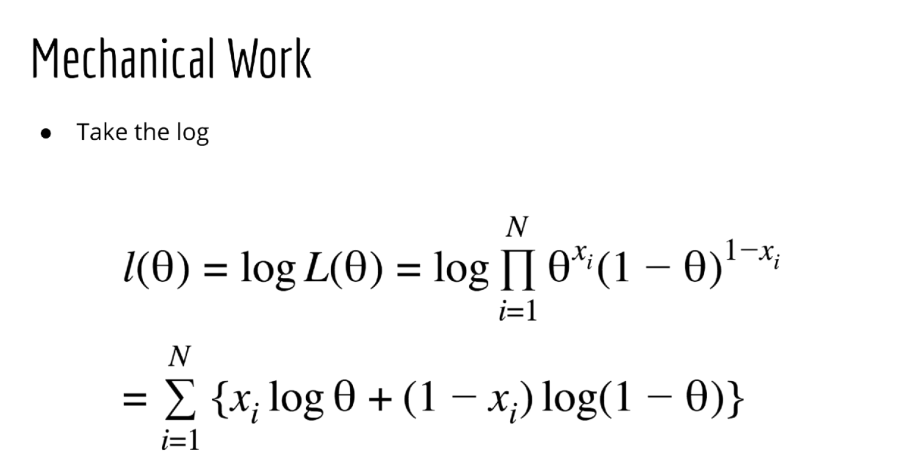 Mechanical Work
● Take the log
l(θ) = log L(θ) = log ∏_{i=1}^{N} θ^{x_i}(1 − θ)^{1−x_i}
= ∑_{i=1}^{N} {x_i log θ + (1 − x_i) log(1 − θ)}